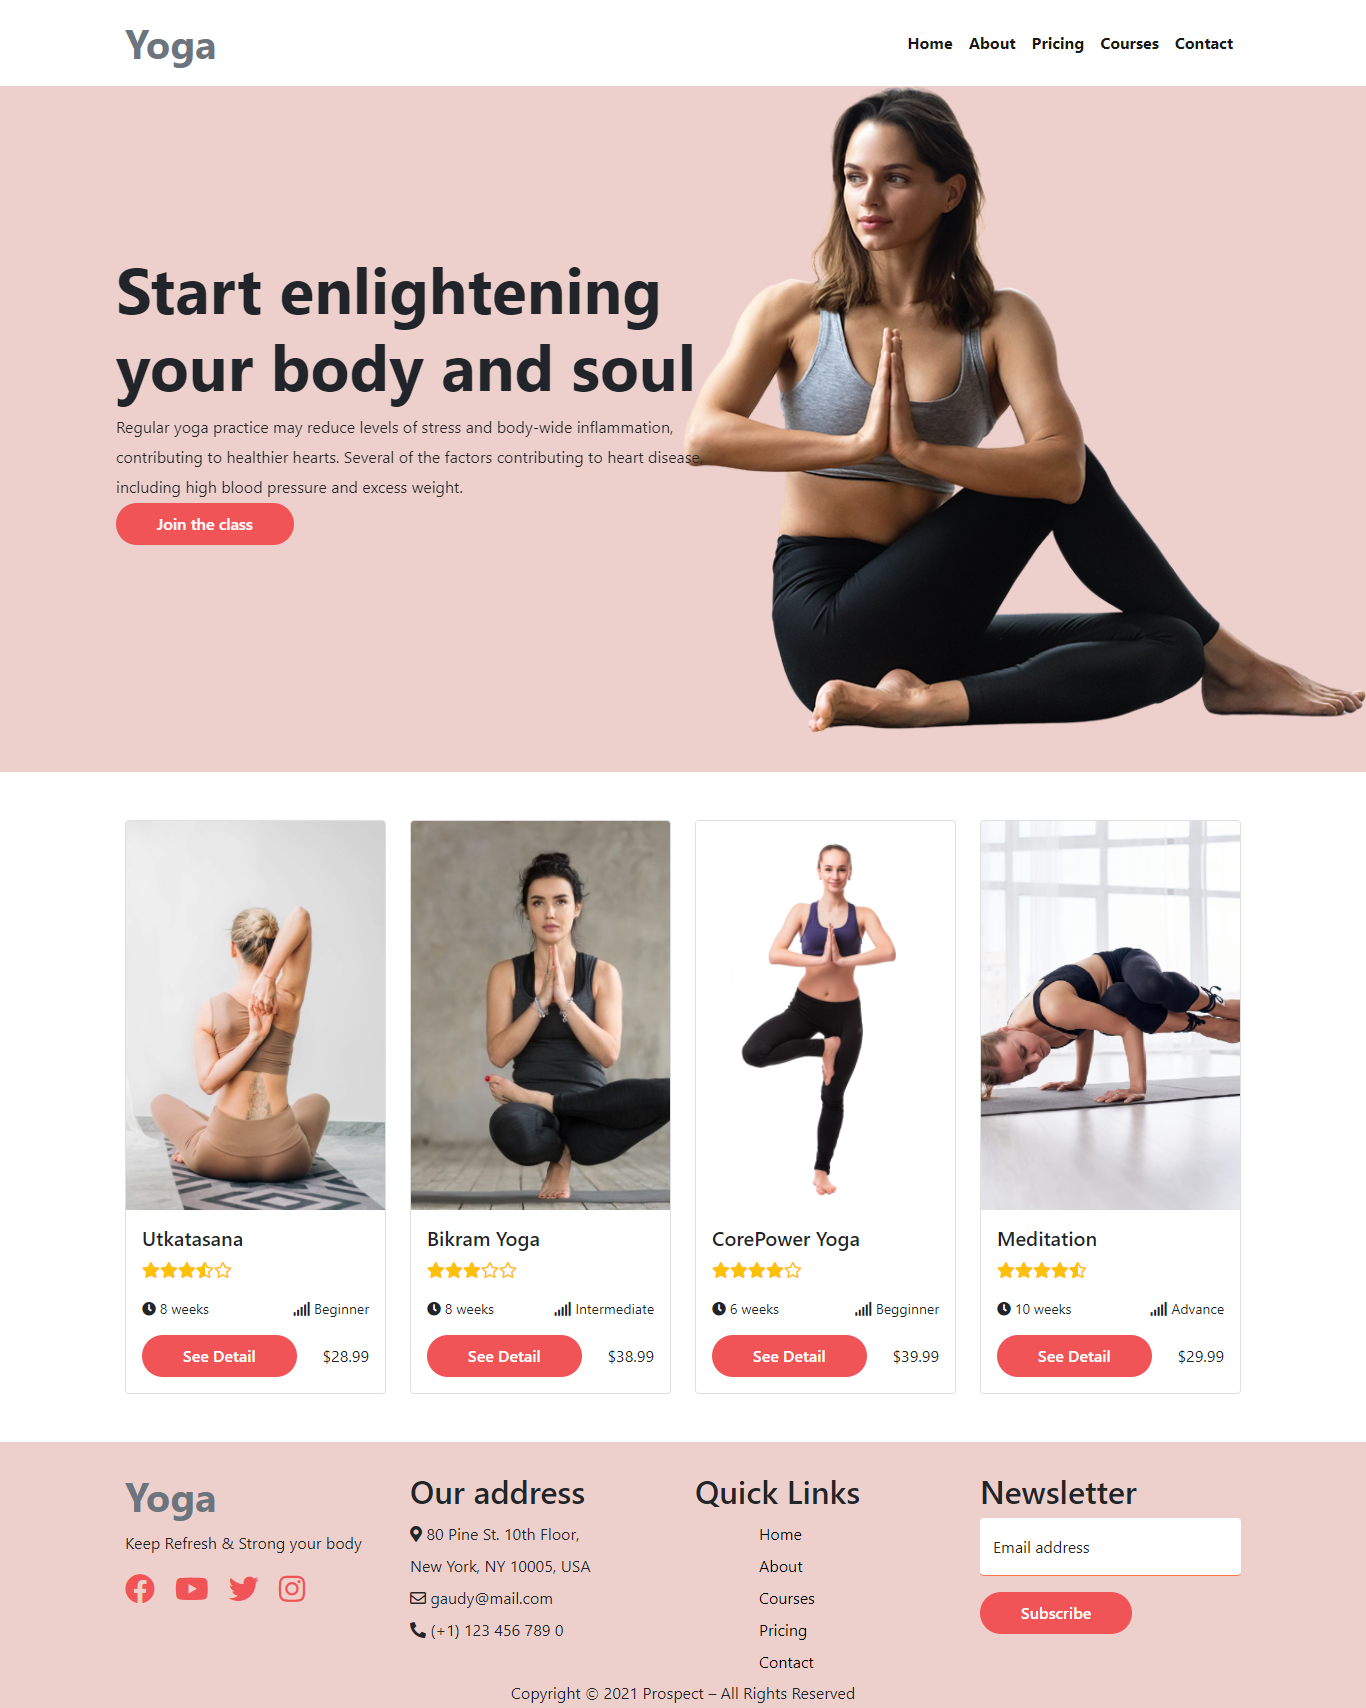 Yoga
Home About Pricing Courses Contact
Start enlightening
your body and soul
Regular yoga practice may reduce levels of stress and body-wide inflammation,
contributing to healthier hearts. Several of the factors contributing to heart disease,
including high blood pressure and excess weight.
Join the class
Utkatasana
8 weeks Beginner
See Detail $28.99
Bikram Yoga
8 weeks Intermediate
See Detail $38.99
CorePower Yoga
6 weeks Begginner
See Detail $39.99
Meditation
10 weeks Advance
See Detail $29.99
Yoga
Keep Refresh & Strong your body
Our address
80 Pine St. 10th Floor,
New York, NY 10005, USA
gaudy@mail.com
(+1) 123 456 789 0
Quick Links
Home
About
Courses
Pricing
Contact
Newsletter
Email address
Subscribe
Copyright © 2021 Prospect – All Rights Reserved